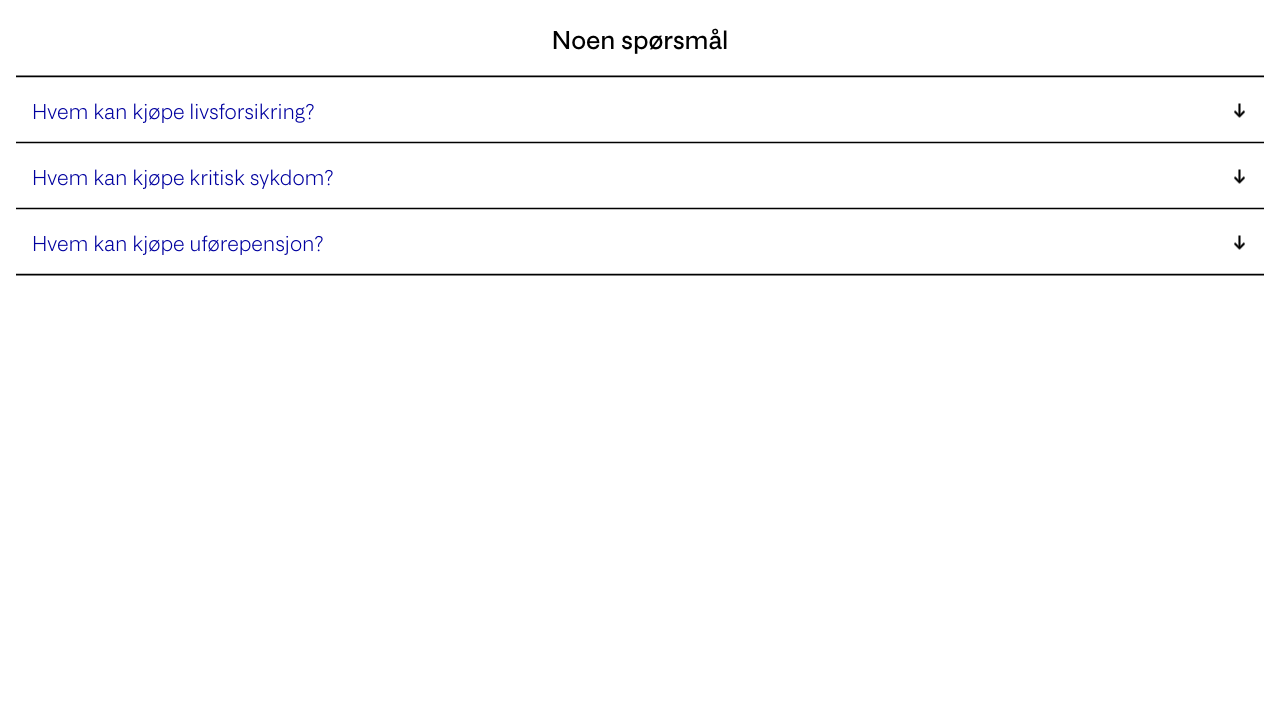 Noen spørsmål
Hvem kan kjøpe livsforsikring?
Hvem kan kjøpe kritisk sykdom?
Hvem kan kjøpe uførepensjon?